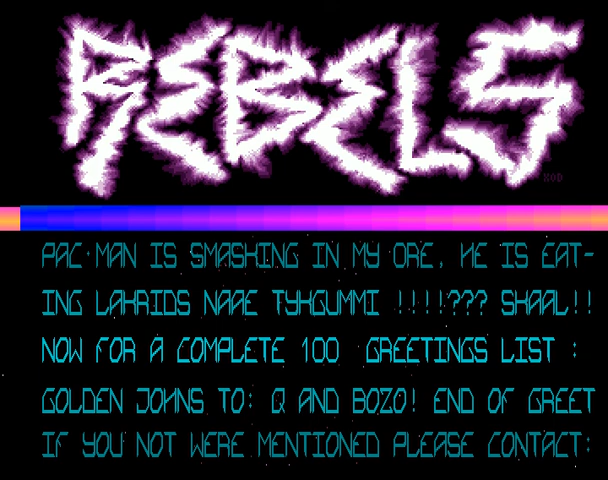 REBELS
KOD
PAC-MAN IS SMASHING IN MY ORE, HE IS EAT-
ING LAKRIDS NAAE TYKGUMMI !!!!??? SKAAL!!
NOW FOR A COMPLETE 100 GREETINGS LIST :
GOLDEN JOHNS TO: Q AND BOZO! END OF GREET
IF YOU NOT WERE MENTIONED PLEASE CONTACT: